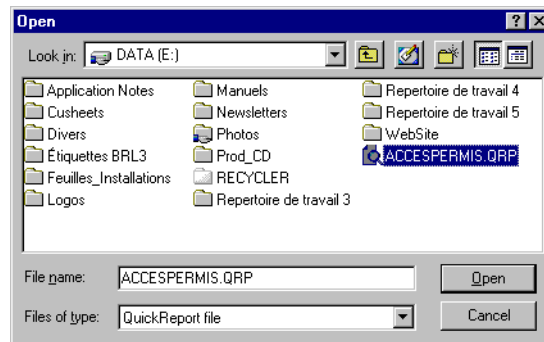 Open
Look in: DATA (E:)
Application Notes Manuels Repertoire de travail 4
Cusheets Newsletters Repertoire de travail 5
Divers Photos WebSite
Étiquettes BRL3 Prod_CD ACCESPERMIS.QRP
Feuilles_Installations RECYCLER
Logos Repertoire de travail 3
File name: ACCESPERMIS.QRP Open
Files of type: QuickReport file Cancel